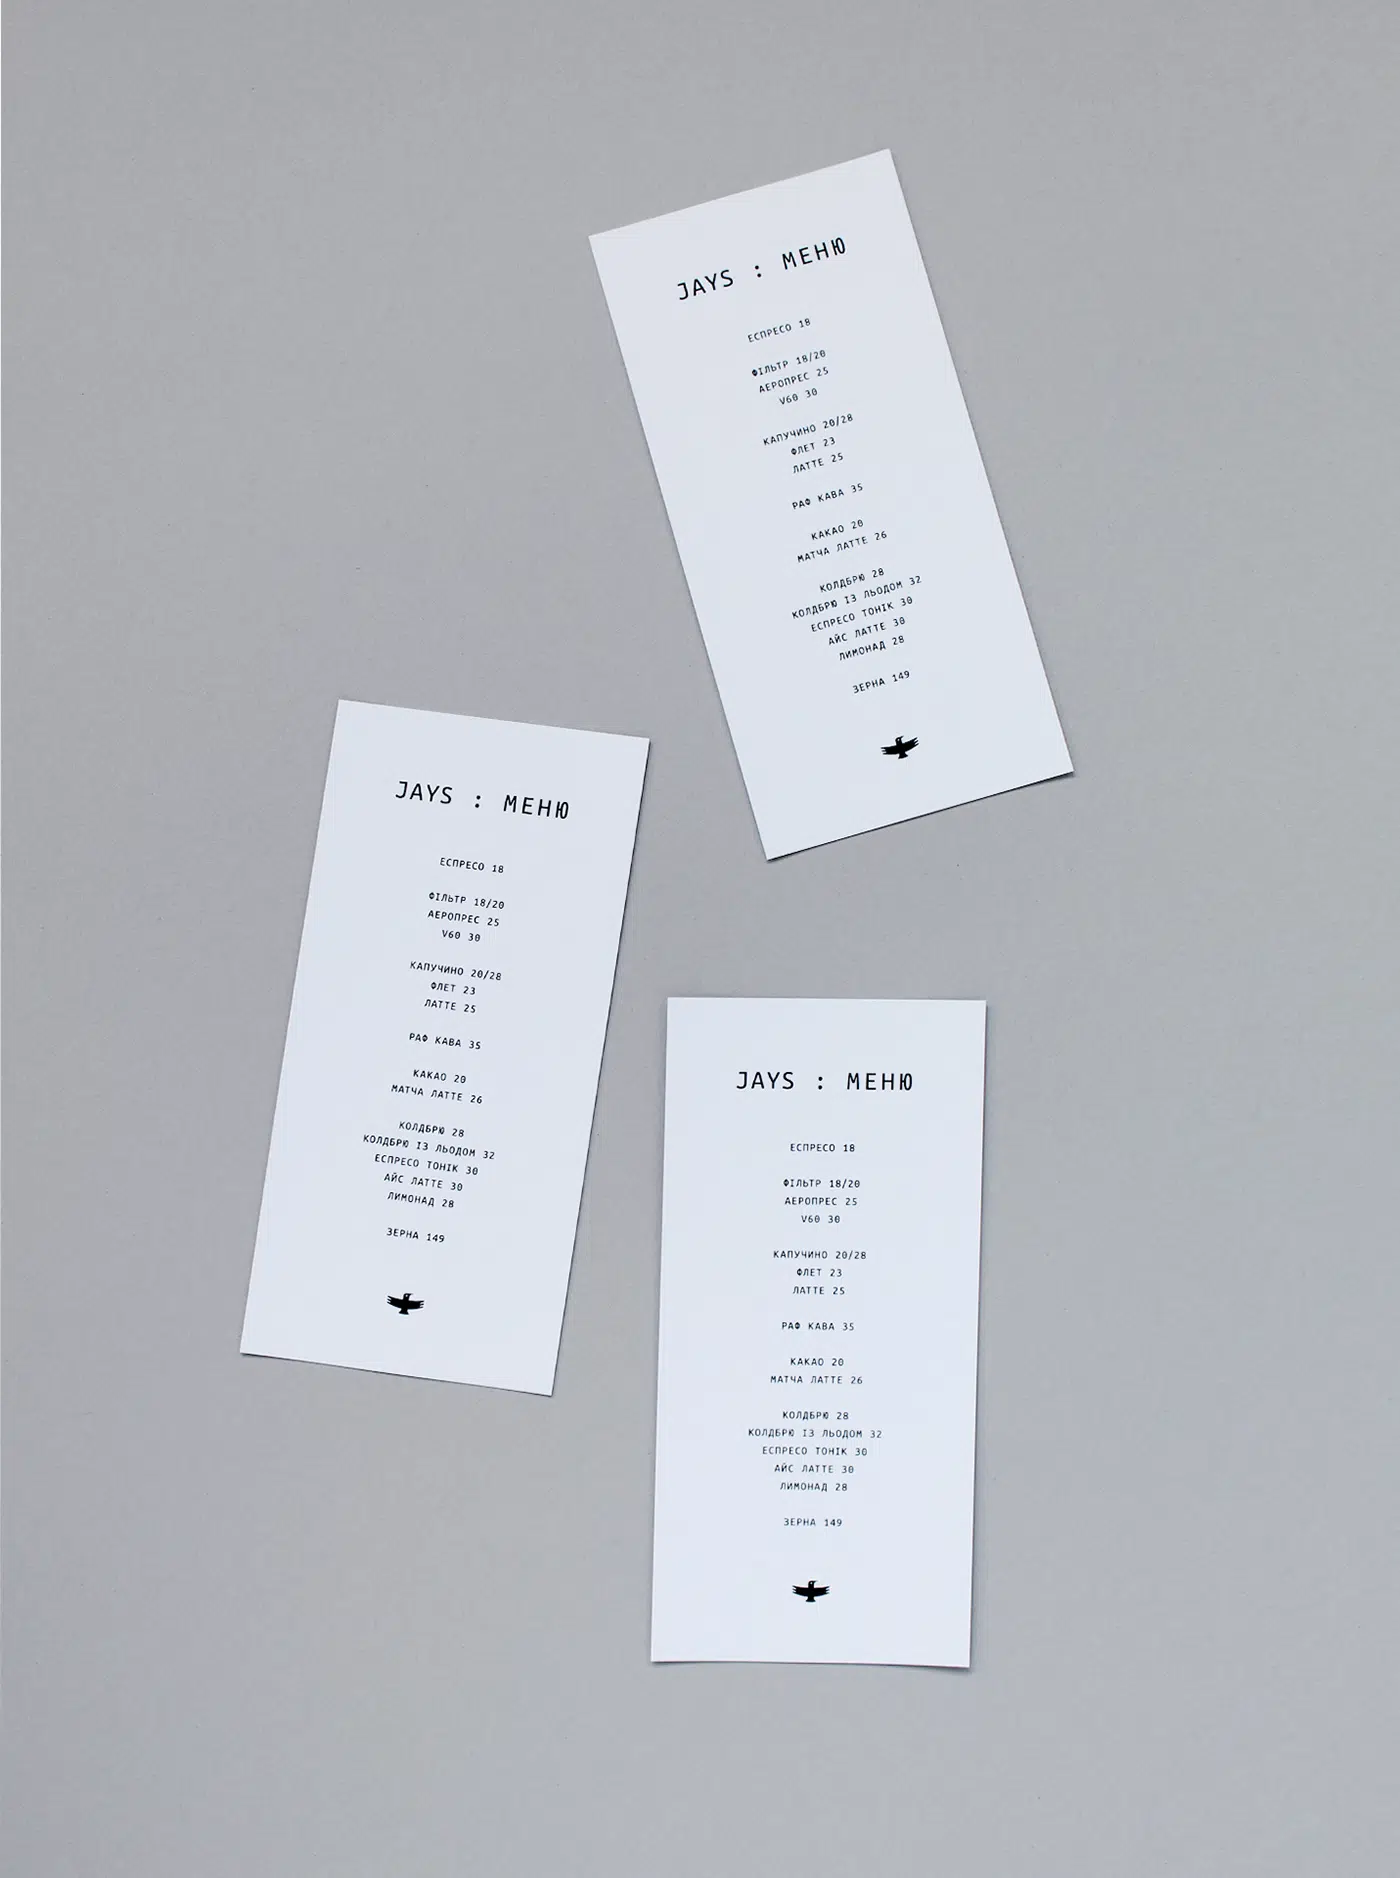 JAYS : МЕНЮ
ЕСПРЕСО 18
ФІЛЬТР 18/20
АЕРОПРЕС 25
V60 30
КАПУЧИНО 20/28
ФЛЕТ 23
ЛАТТЕ 25
РАФ КАВА 35
КАКАО 20
МАТЧА ЛАТТЕ 26
КОЛДБРЮ 28
КОЛДБРЮ ІЗ ЛЬОДОМ 32
ЕСПРЕСО ТОНІК 30
АЙС ЛАТТЕ 30
ЛИМОНАД 28
ЗЕРНА 149
JAYS : МЕНЮ
ЕСПРЕСО 18
ФІЛЬТР 18/20
АЕРОПРЕС 25
V60 30
КАПУЧИНО 20/28
ФЛЕТ 23
ЛАТТЕ 25
РАФ КАВА 35
КАКАО 20
МАТЧА ЛАТТЕ 26
КОЛДБРЮ 28
КОЛДБРЮ ІЗ ЛЬОДОМ 32
ЕСПРЕСО ТОНІК 30
АЙС ЛАТТЕ 30
ЛИМОНАД 28
ЗЕРНА 149
JAYS : МЕНЮ
ЕСПРЕСО 18
ФІЛЬТР 18/20
АЕРОПРЕС 25
V60 30
КАПУЧИНО 20/28
ФЛЕТ 23
ЛАТТЕ 25
РАФ КАВА 35
КАКАО 20
МАТЧА ЛАТТЕ 26
КОЛДБРЮ 28
КОЛДБРЮ ІЗ ЛЬОДОМ 32
ЕСПРЕСО ТОНІК 30
АЙС ЛАТТЕ 30
ЛИМОНАД 28
ЗЕРНА 149